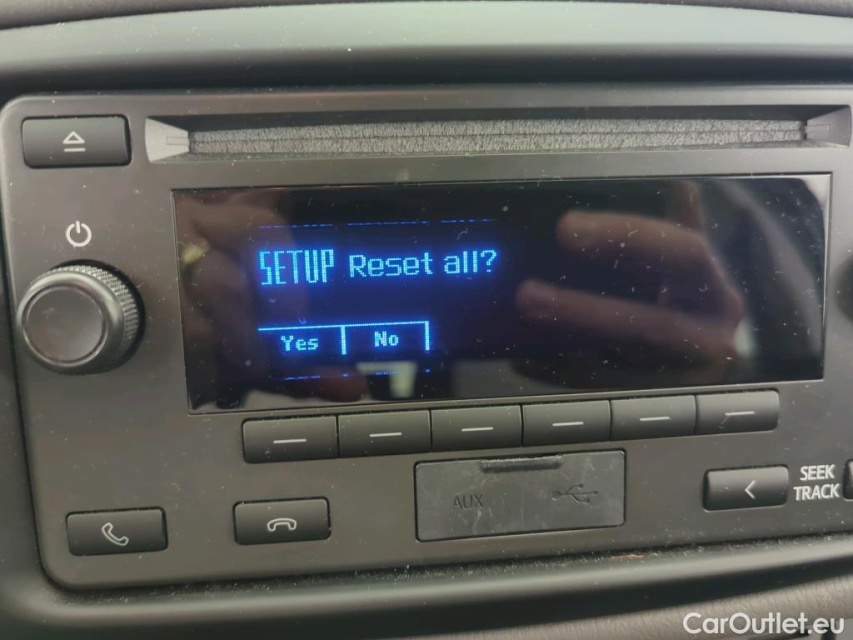 SETUP Reset all?
Yes No
AUX
SEEK
TRACK
CarOutlet.eu